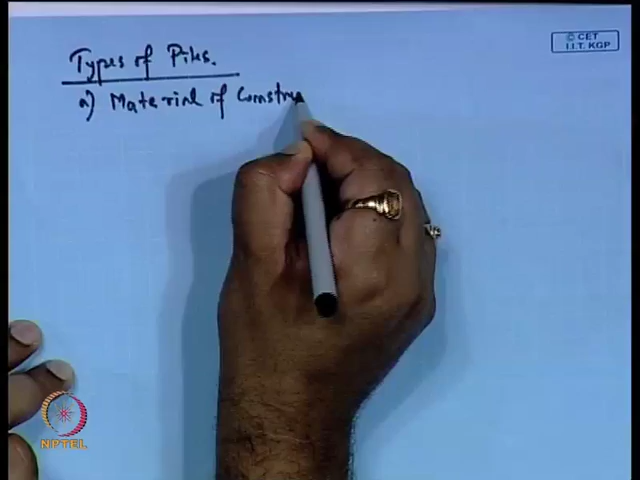 © CET
I.I.T. KGP
Types of Piles.
a) Material of Constru
NPTEL